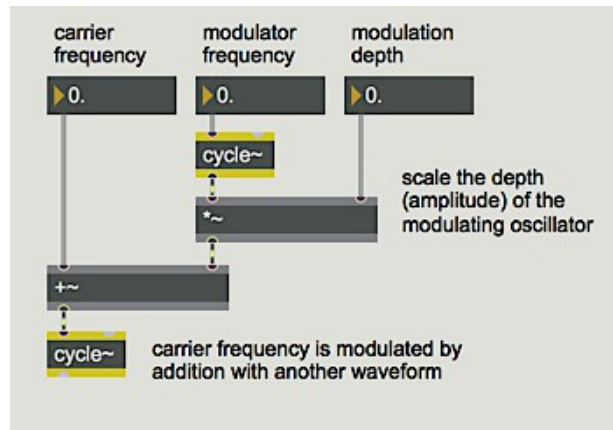 carrier
frequency
modulator
frequency
modulation
depth
0.
0.
0.
cycle~
scale the depth
(amplitude) of the
modulating oscillator
*~
+~
cycle~
carrier frequency is modulated by
addition with another waveform